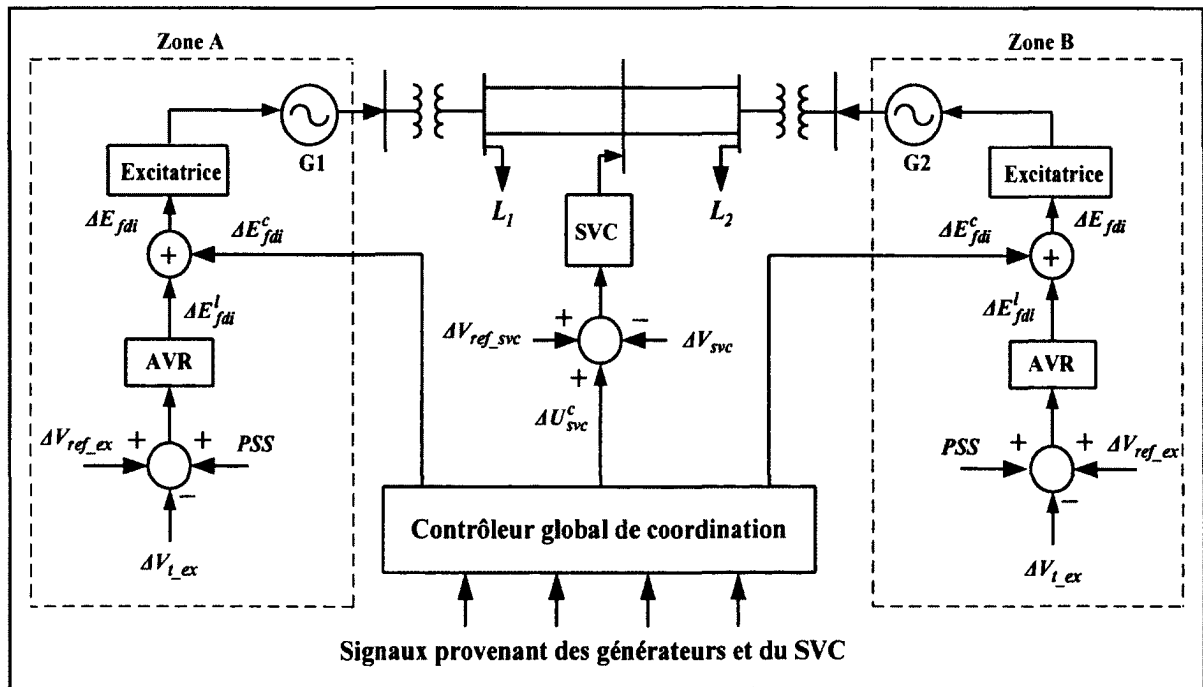 Zone A
Zone B
G1
G2
Excitatrice
Excitatrice
L₁
L₂
SVC
ΔE_fdi
ΔE^c_fdi
ΔE^c_fdi
ΔE_fdi
+
+
ΔE^l_fdi
ΔE^l_fdi
ΔV_ref_svc
+
−
ΔV_svc
+
AVR
AVR
ΔU^c_svc
ΔV_ref_ex
+
+
PSS
−
PSS
+
+
ΔV_ref_ex
−
ΔV_t_ex
ΔV_t_ex
Contrôleur global de coordination
Signaux provenant des générateurs et du SVC